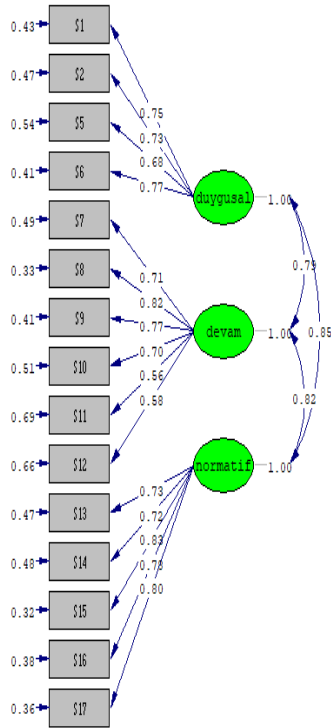 0.43 S1
0.47 S2
0.54 S5
0.41 S6
0.49 S7
0.33 S8
0.41 S9
0.51 S10
0.69 S11
0.66 S12
0.47 S13
0.48 S14
0.32 S15
0.38 S16
0.36 S17
0.75
0.73
0.68
0.77
0.71
0.82
0.77
0.70
0.56
0.58
0.73
0.72
0.83
0.80
duygusal 1.00
devam 1.00
normatif 1.00
0.79
0.85
0.82